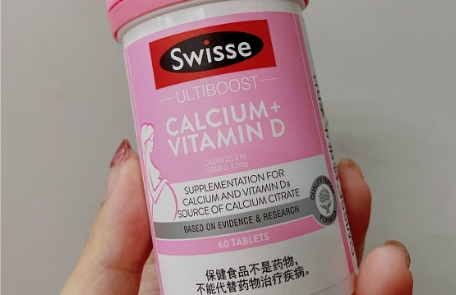 Swisse
ULTIBOOST
CALCIUM+
VITAMIN D
SUPPLEMENTATION FOR
CALCIUM AND VITAMIN D3
SOURCE OF CALCIUM CITRATE
BASED ON EVIDENCE & RESEARCH
60 TABLETS
保健食品不是药物，
不能代替药物治疗疾病。